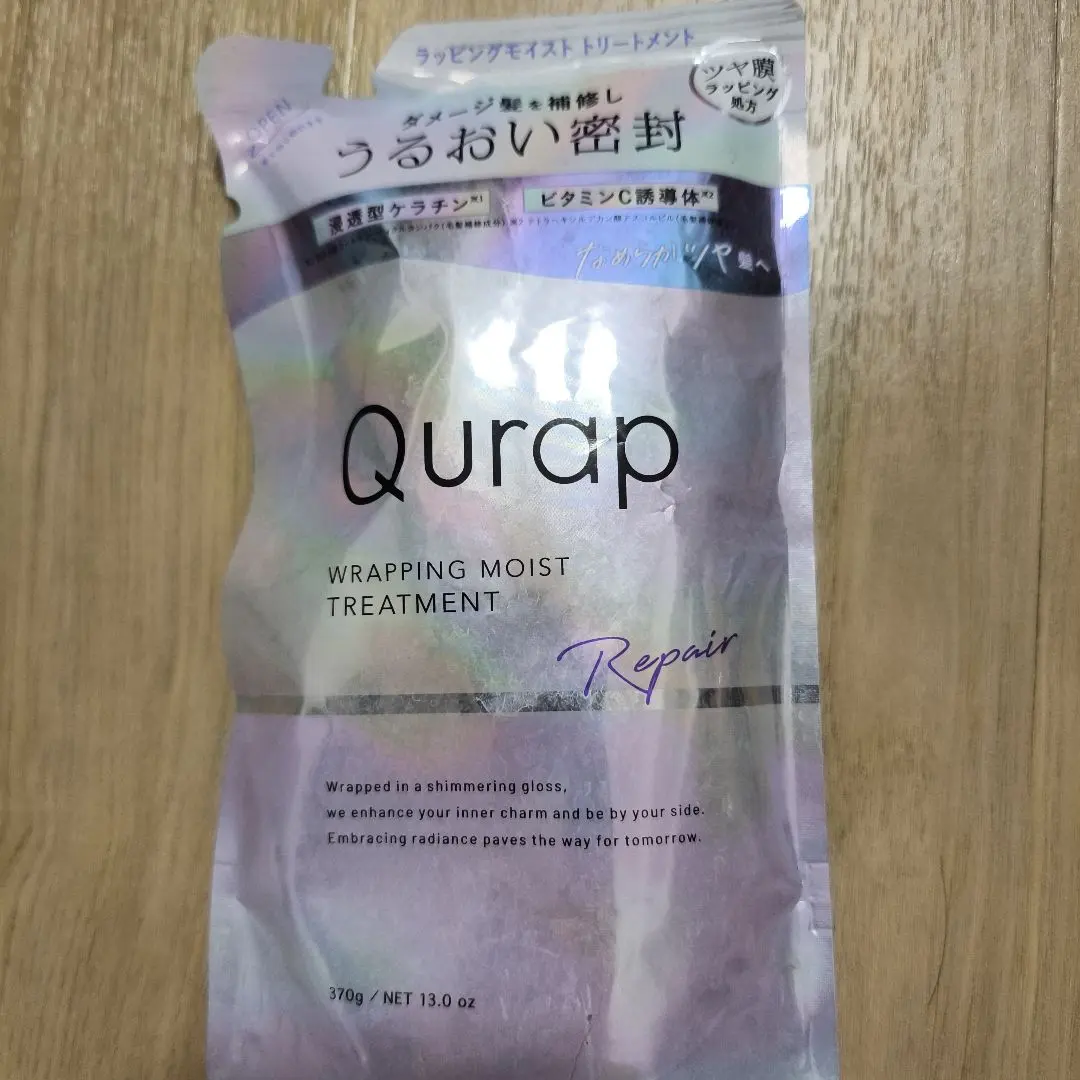 ラッピングモイスト トリートメント
ツヤ膜
ラッピング
処方
OPEN
ダメージ髪を補修し
うるおい密封
浸透型ケラチン※1
ビタミンC誘導体※2
なめらかツヤ髪へ
Qurap
WRAPPING MOIST
TREATMENT
Repair
Wrapped in a shimmering gloss,
we enhance your inner charm and be by your side.
Embracing radiance paves the way for tomorrow.
370g / NET 13.0 oz